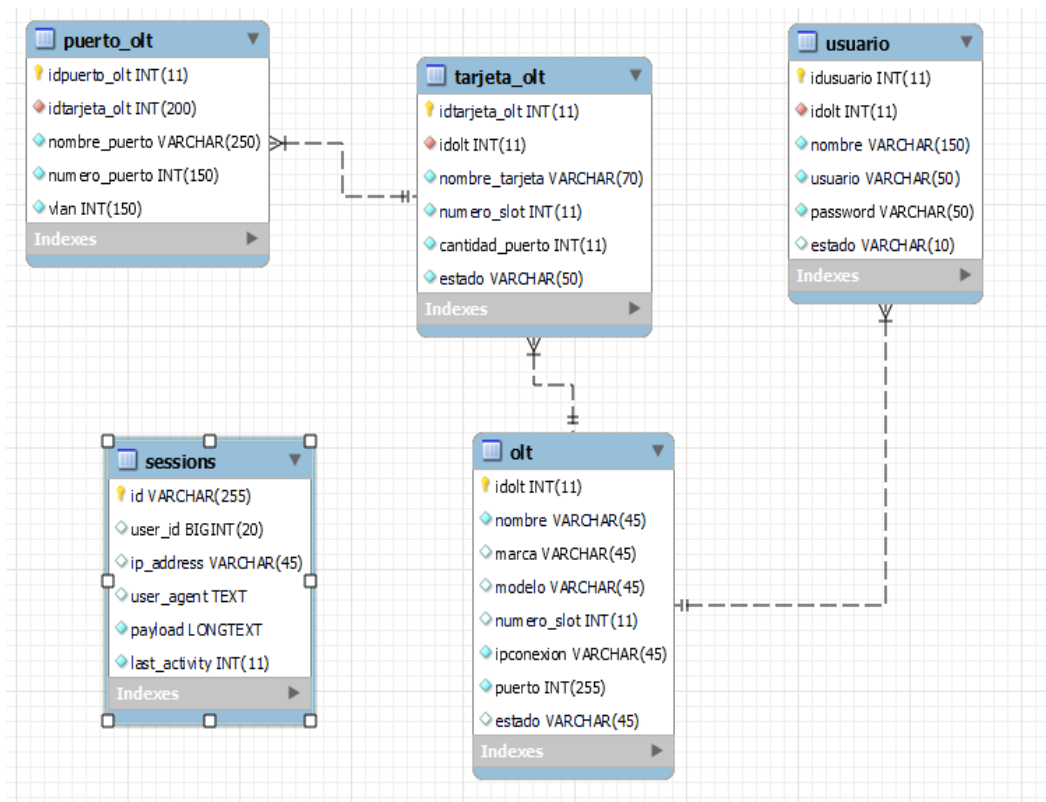 puerto_olt
idpuerto_olt INT(11)
idtarjeta_olt INT(200)
nombre_puerto VARCHAR(250)
numero_puerto INT(150)
vlan INT(150)
Indexes
tarjeta_olt
idtarjeta_olt INT(11)
idolt INT(11)
nombre_tarjeta VARCHAR(70)
numero_slot INT(11)
cantidad_puerto INT(11)
estado VARCHAR(50)
Indexes
usuario
idusuario INT(11)
idolt INT(11)
nombre VARCHAR(150)
usuario VARCHAR(50)
password VARCHAR(50)
estado VARCHAR(10)
Indexes
sessions
id VARCHAR(255)
user_id BIGINT(20)
ip_address VARCHAR(45)
user_agent TEXT
payload LONGTEXT
last_activity INT(11)
Indexes
olt
idolt INT(11)
nombre VARCHAR(45)
marca VARCHAR(45)
modelo VARCHAR(45)
numero_slot INT(11)
ipconexion VARCHAR(45)
puerto INT(255)
estado VARCHAR(45)
Indexes